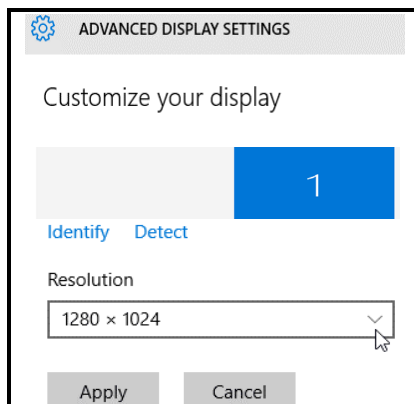 ADVANCED DISPLAY SETTINGS
Customize your display
1
Identify Detect
Resolution
1280 × 1024
Apply Cancel